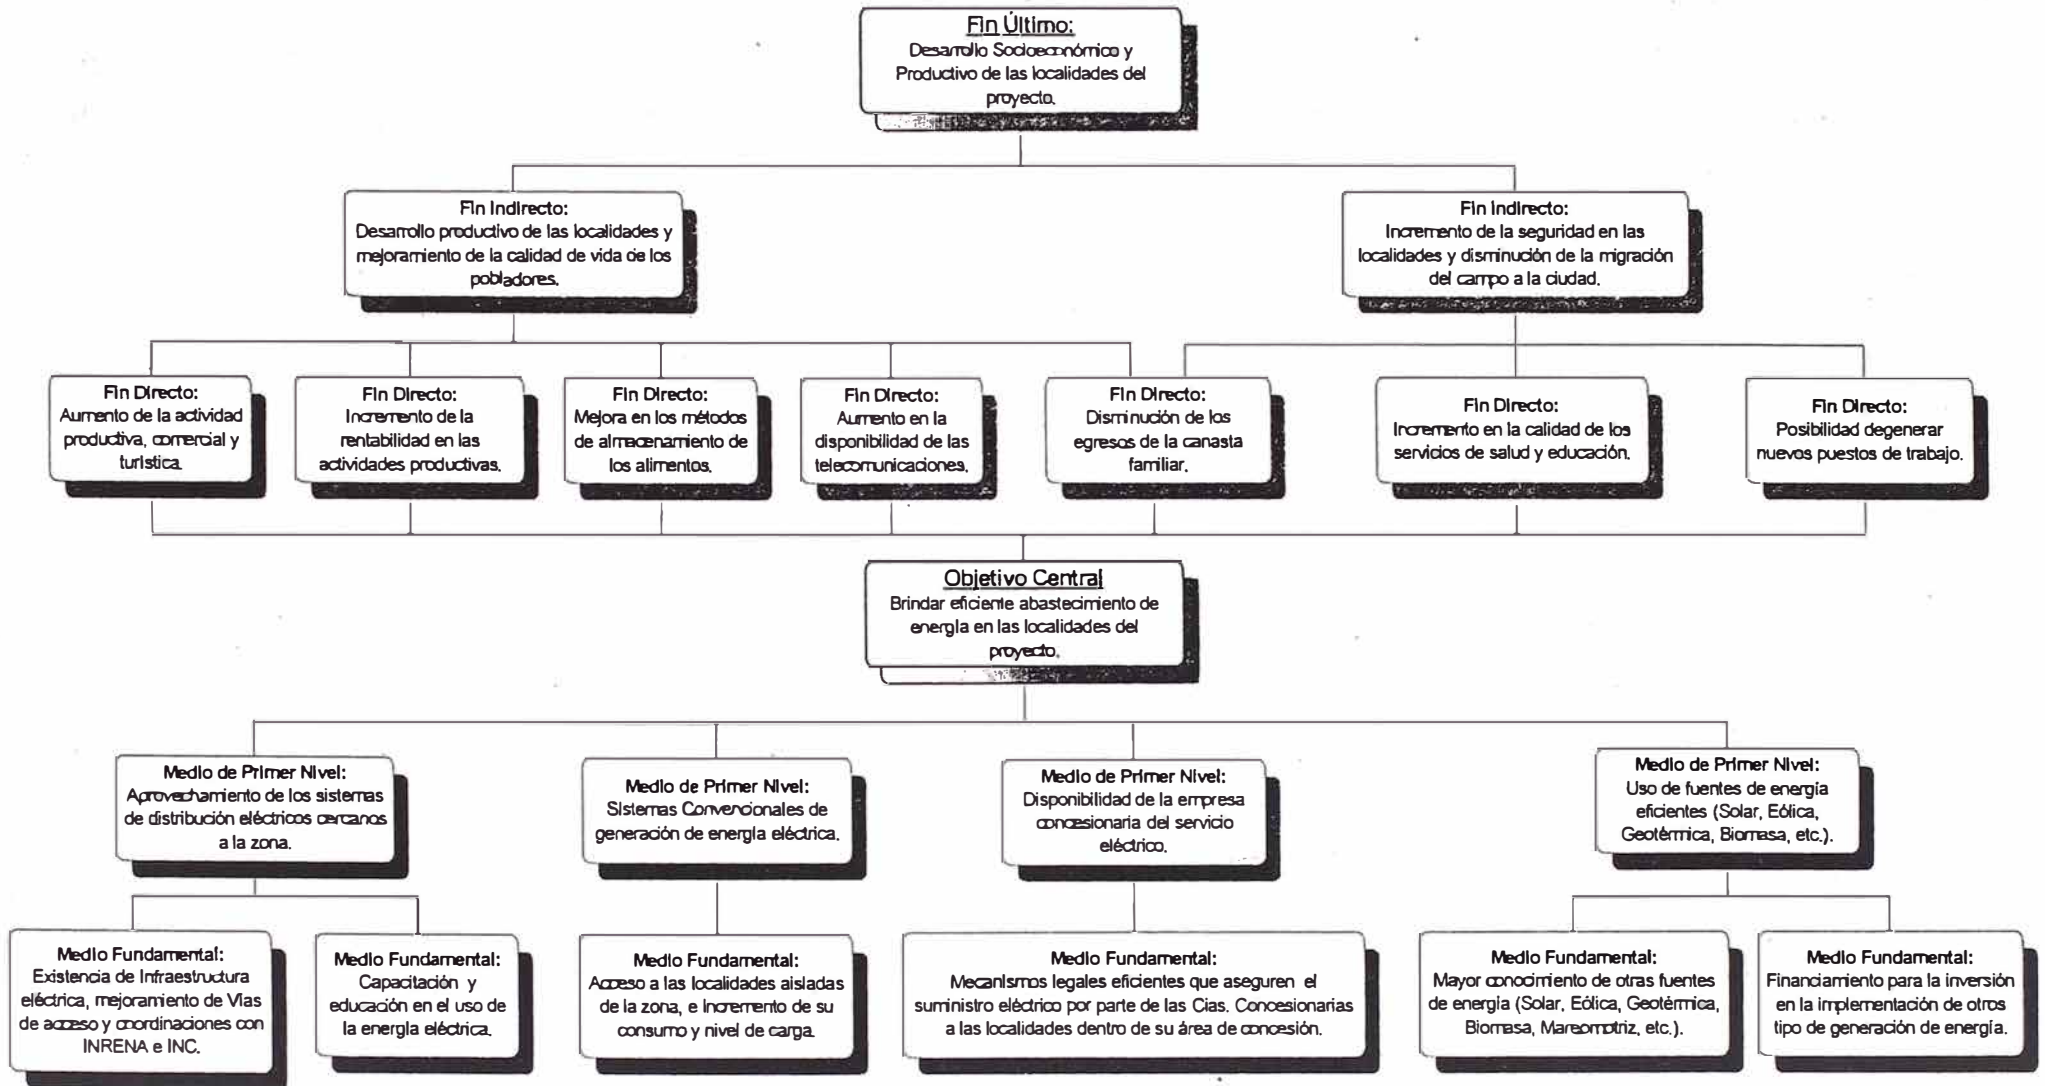 Fin Último:
Desarrollo Socioeconómico y
Productivo de las localidades del
proyecto.
Fin Indirecto:
Desarrollo productivo de las localidades y
mejoramiento de la calidad de vida de los
pobladores.
Fin Indirecto:
Incremento de la seguridad en las
localidades y disminución de la migración
del campo a la ciudad.
Fin Directo:
Aumento de la actividad
productiva, comercial y
turística.
Fin Directo:
Incremento de la
rentabilidad en las
actividades productivas.
Fin Directo:
Mejora en los métodos
de almacenamiento de
los alimentos.
Fin Directo:
Aumento en la
disponibilidad de las
telecomunicaciones.
Fin Directo:
Disminución de los
egresos de la canasta
familiar.
Fin Directo:
Incremento en la calidad de los
servicios de salud y educación.
Fin Directo:
Posibilidad degenerar
nuevos puestos de trabajo.
Objetivo Central
Brindar eficiente abastecimiento de
energía en las localidades del
proyecto.
Medio de Primer Nivel:
Aprovechamiento de los sistemas
de distribución eléctricos cercanos
a la zona.
Medio de Primer Nivel:
Sistemas Convencionales de
generación de energía eléctrica.
Medio de Primer Nivel:
Disponibilidad de la empresa
concesionaria del servicio
eléctrico.
Medio de Primer Nivel:
Uso de fuentes de energía
eficientes (Solar, Eólica,
Geotérmica, Biomasa, etc.).
Medio Fundamental:
Existencia de Infraestructura
eléctrica, mejoramiento de Vías
de acceso y coordinaciones con
INRENA e INC.
Medio Fundamental:
Capacitación y
educación en el uso de
la energía eléctrica.
Medio Fundamental:
Acceso a las localidades aisladas
de la zona, e Incremento de su
consumo y nivel de carga.
Medio Fundamental:
Mecanismos legales eficientes que aseguren el
suministro eléctrico por parte de las Cias. Concesionarias
a las localidades dentro de su área de concesión.
Medio Fundamental:
Mayor conocimiento de otras fuentes
de energía (Solar, Eólica, Geotérmica,
Biomasa, Mareomotriz, etc.).
Medio Fundamental:
Financiamiento para la inversión
en la implementación de otros
tipo de generación de energía.